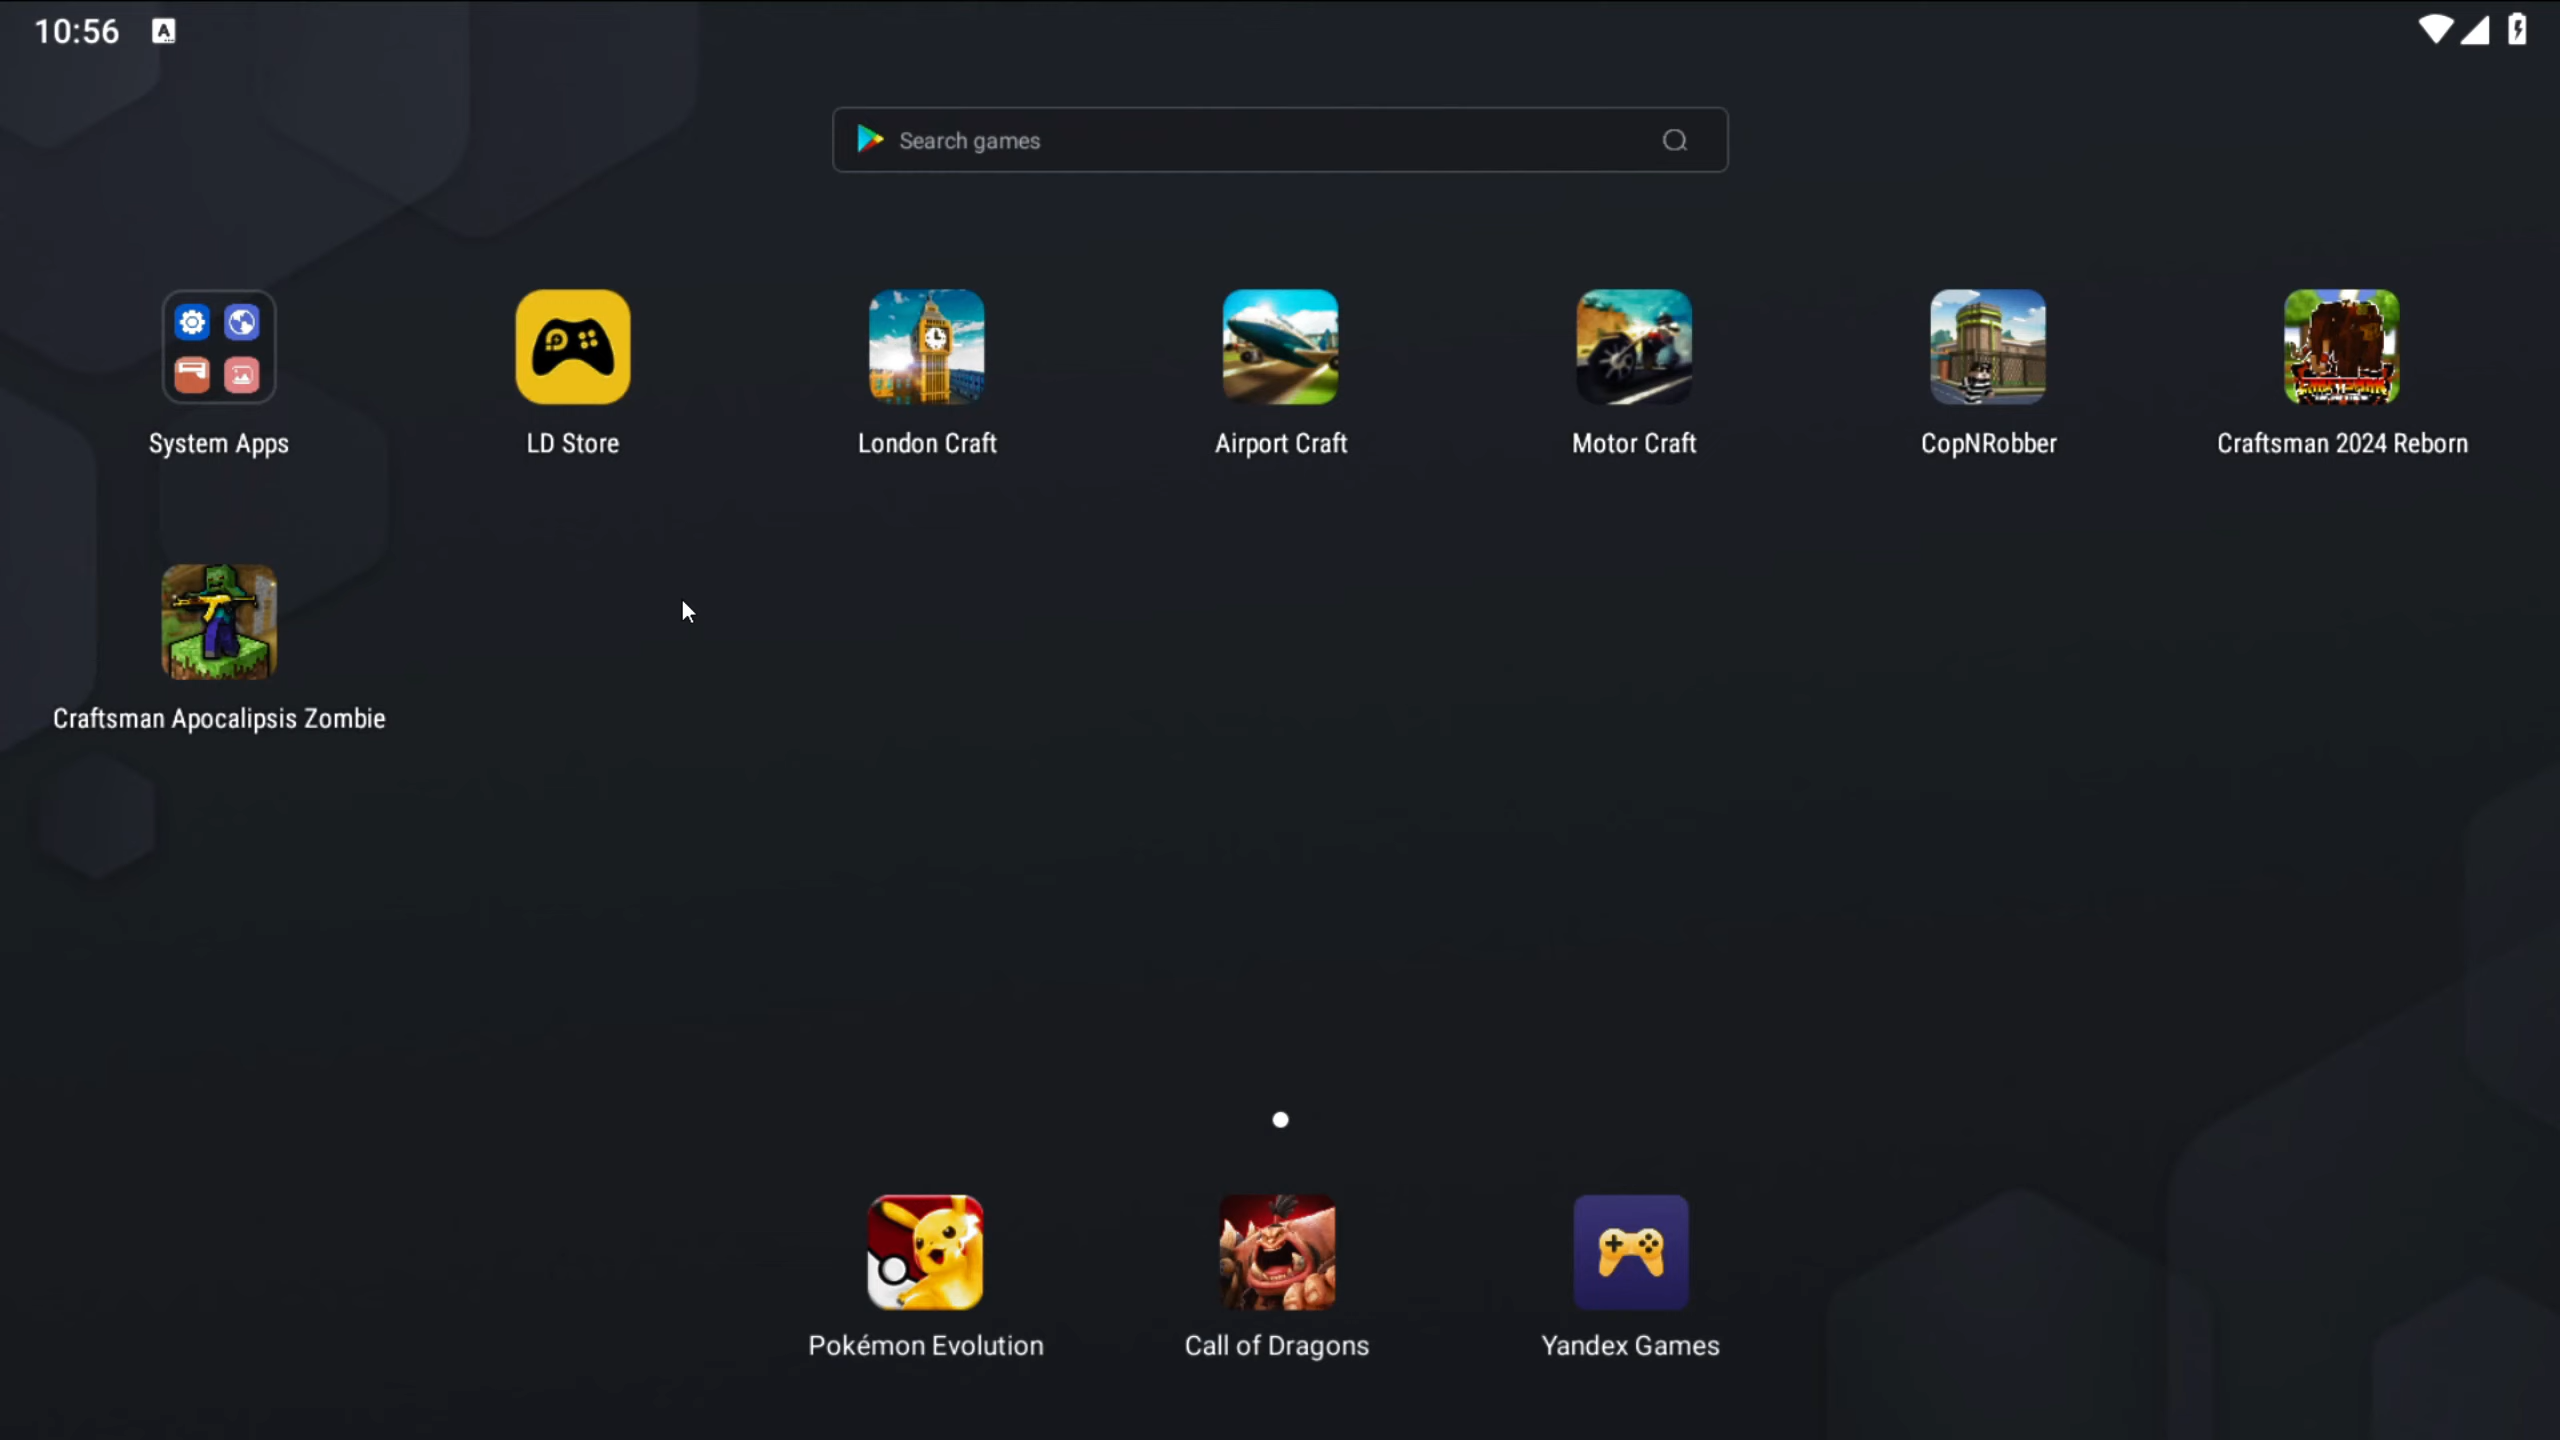 10:56 A
Search games
System Apps
LD Store
London Craft
Airport Craft
Motor Craft
CopNRobber
Craftsman 2024 Reborn
Craftsman Apocalipsis Zombie
Pokémon Evolution
Call of Dragons
Yandex Games